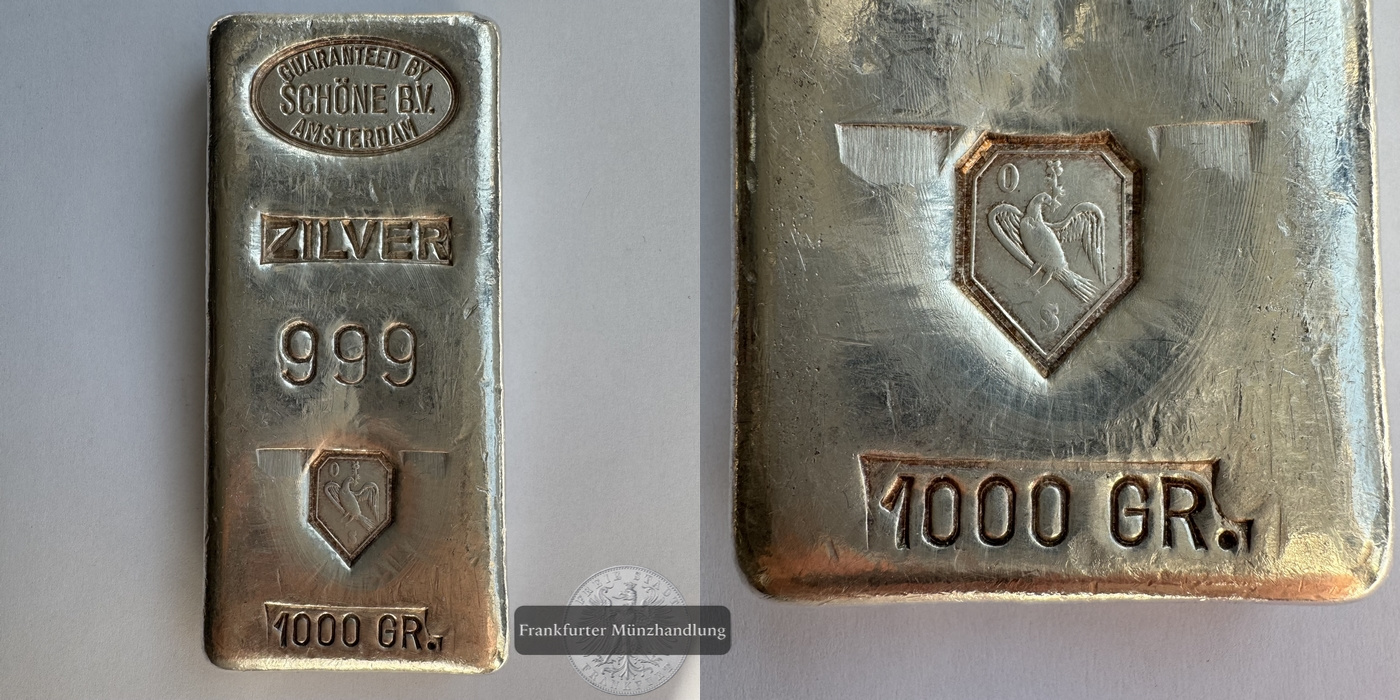 GUARANTEED BY
SCHÖNE B.V.
AMSTERDAM
ZILVER
999
O
S
1000 GR.
Frankfurter Münzhandlung
O
S
1000 GR.